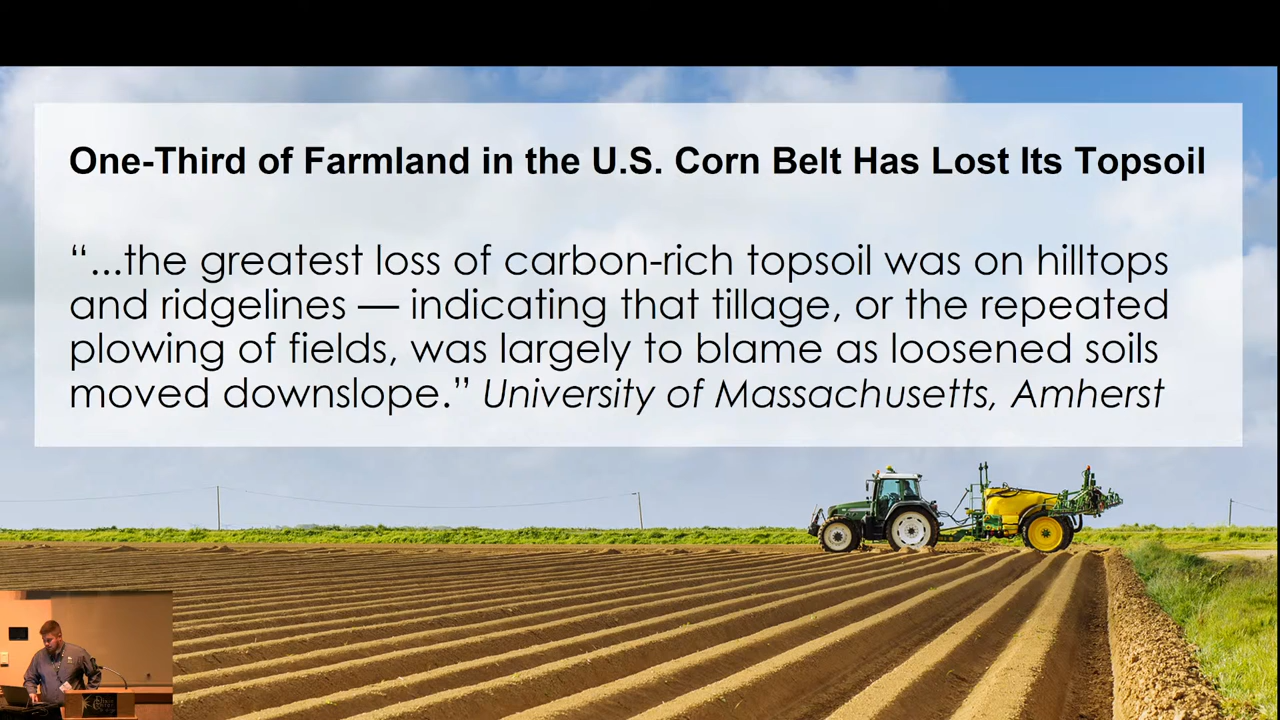 One-Third of Farmland in the U.S. Corn Belt Has Lost Its Topsoil
“...the greatest loss of carbon-rich topsoil was on hilltops
and ridgelines — indicating that tillage, or the repeated
plowing of fields, was largely to blame as loosened soils
moved downslope.” University of Massachusetts, Amherst